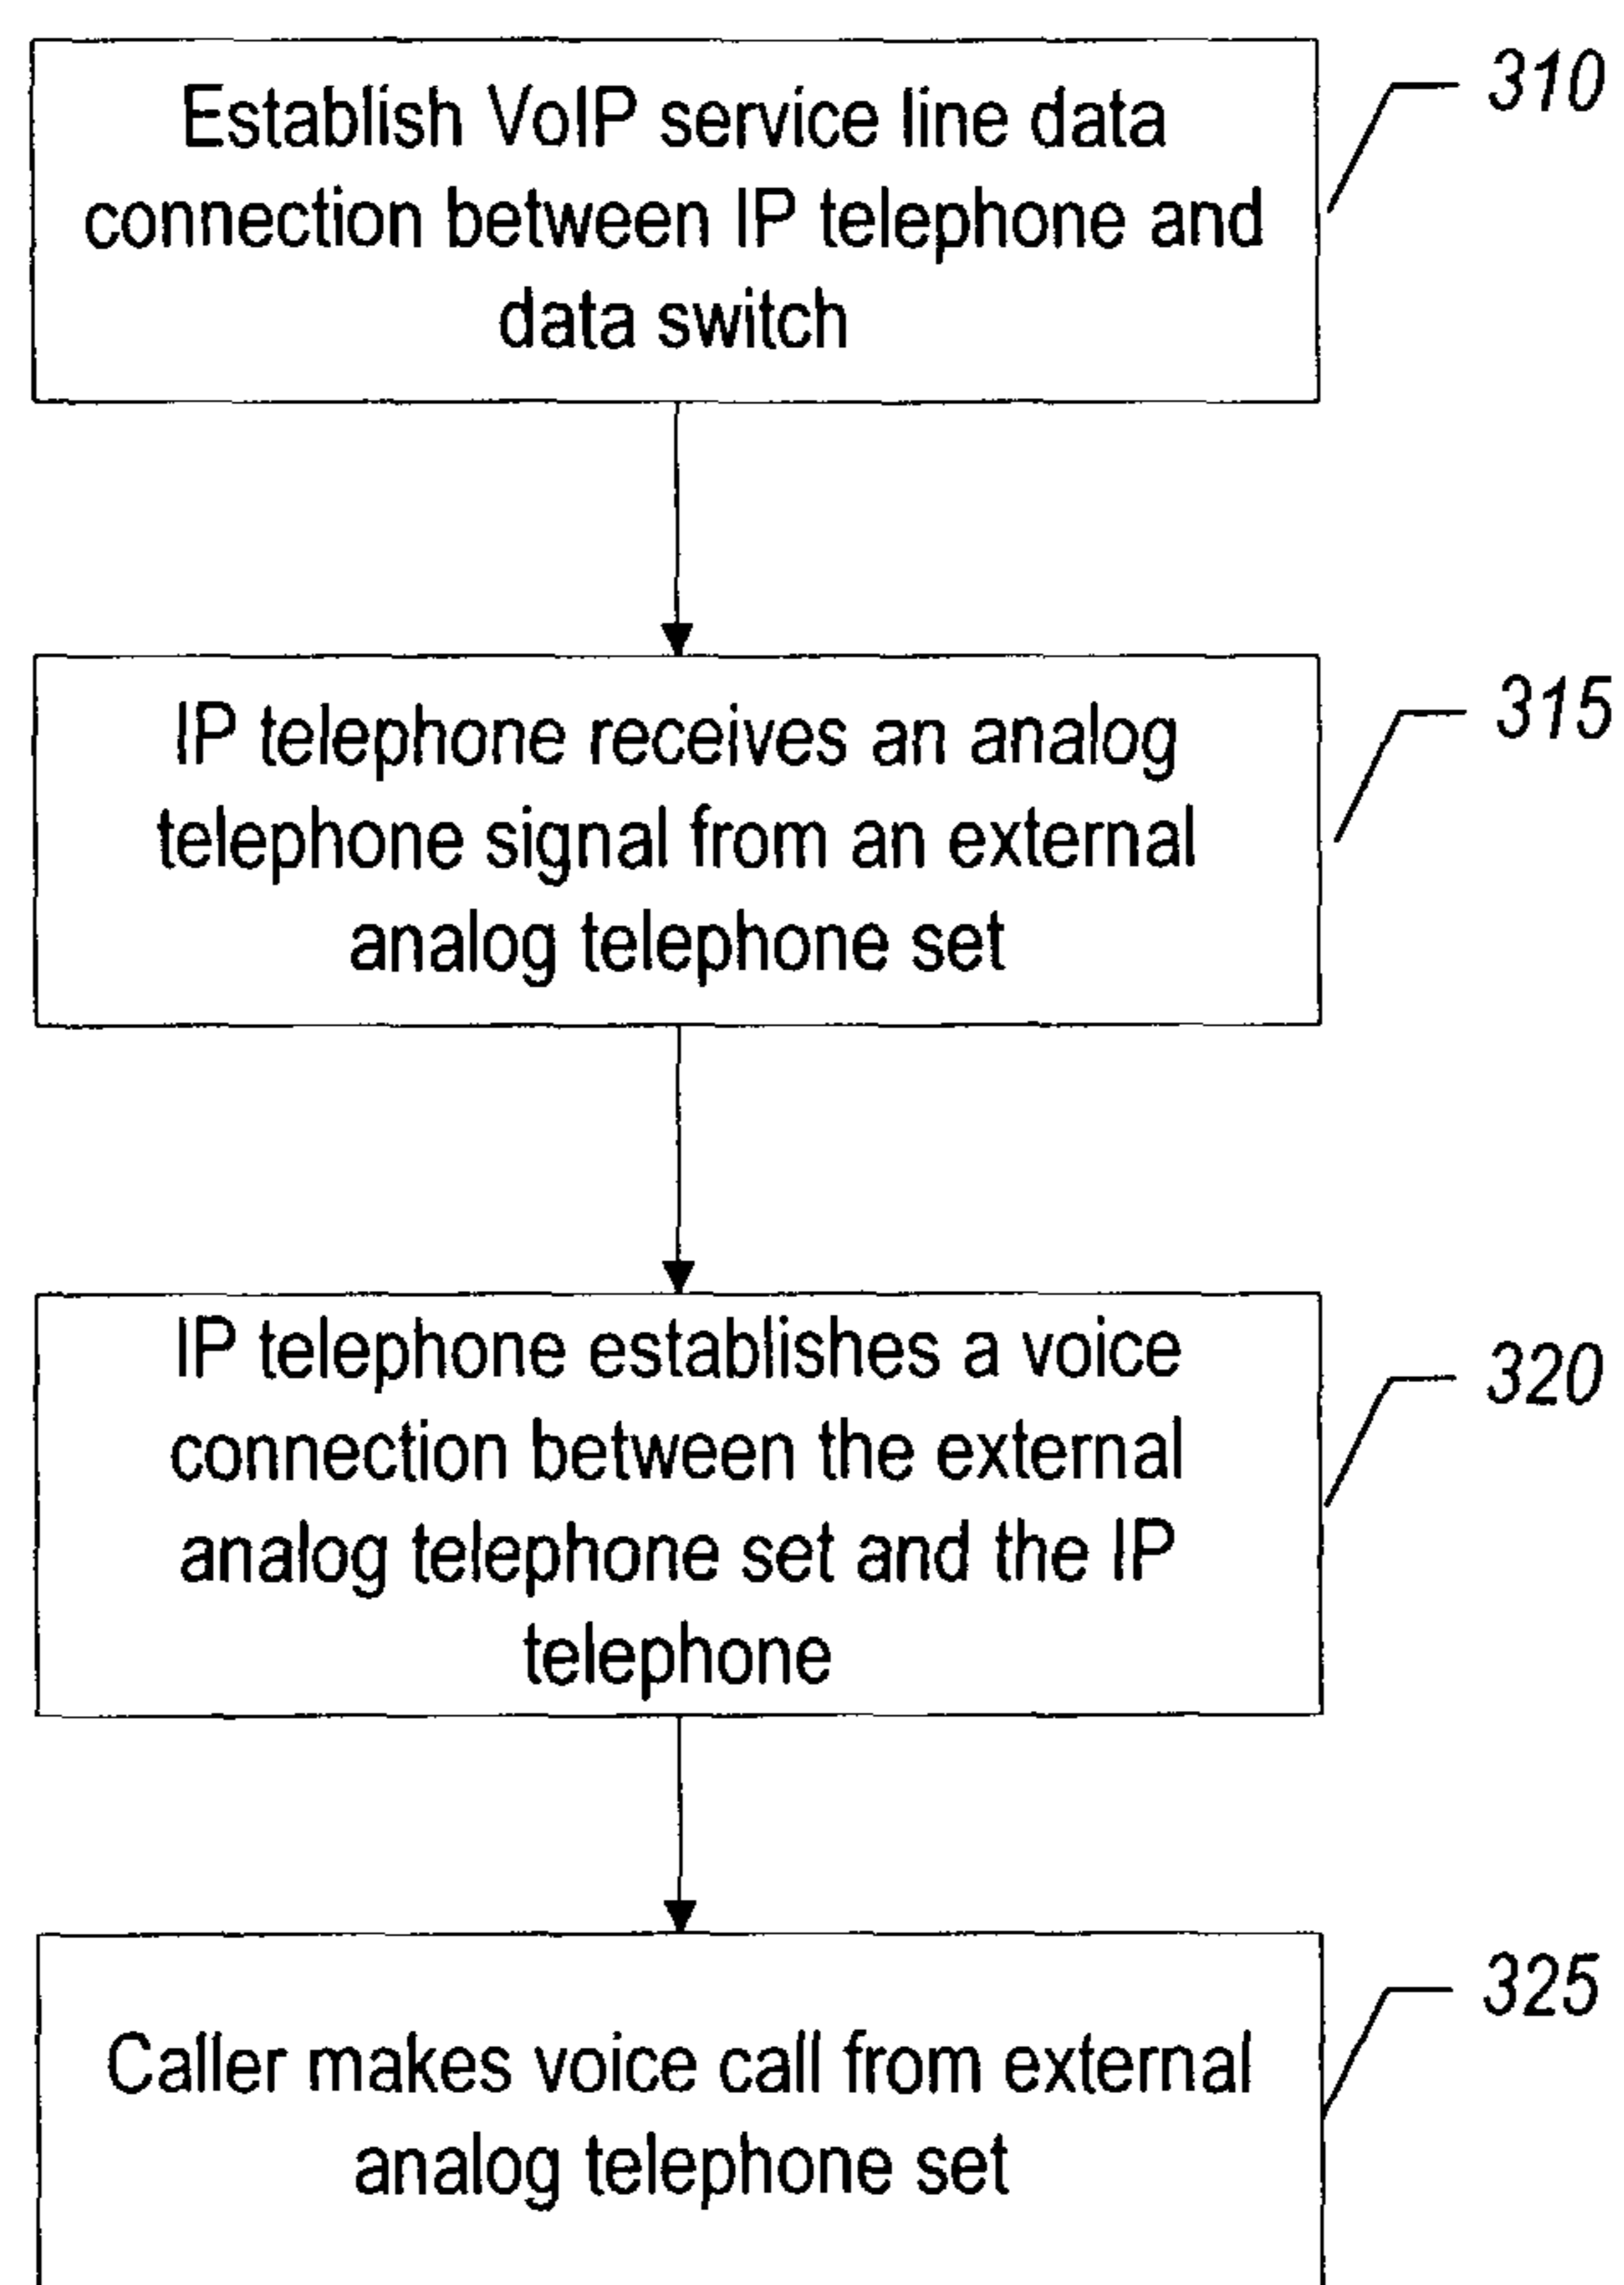 Establish VoIP service line data
connection between IP telephone and
data switch
310
IP telephone receives an analog
telephone signal from an external
analog telephone set
315
IP telephone establishes a voice
connection between the external
analog telephone set and the IP
telephone
320
Caller makes voice call from external
analog telephone set
325